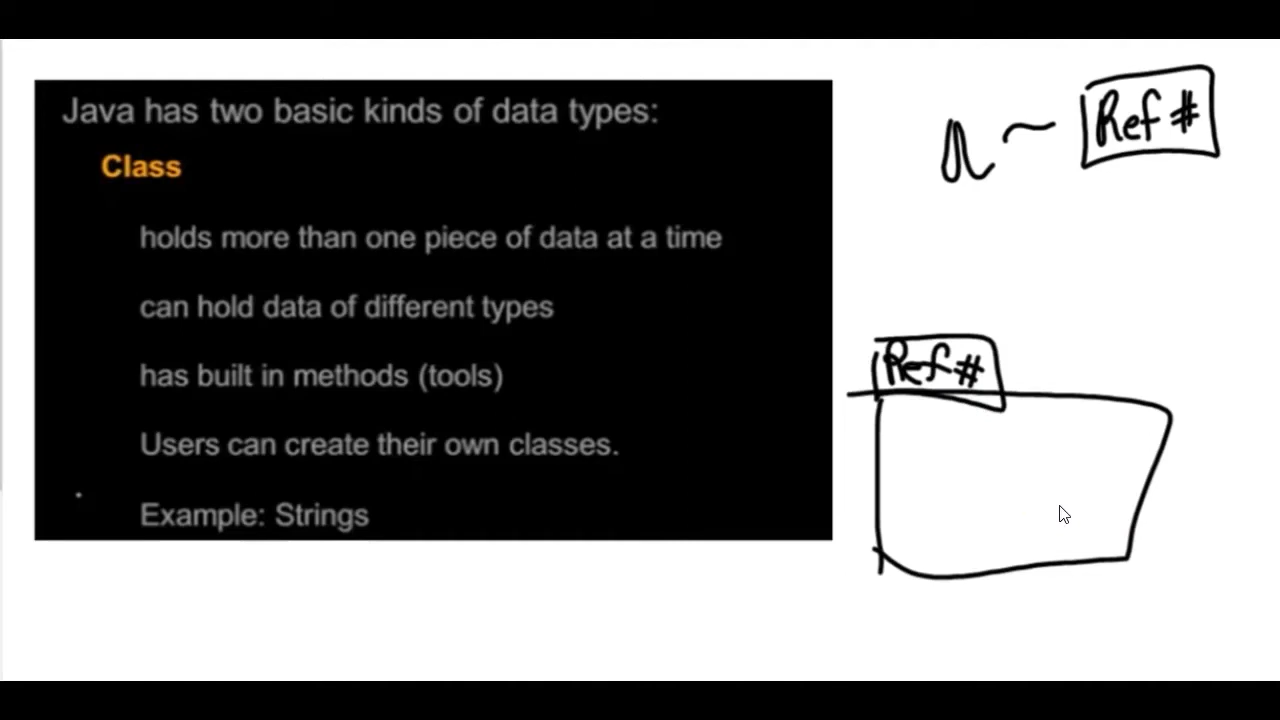 Java has two basic kinds of data types:
Class
holds more than one piece of data at a time
can hold data of different types
has built in methods (tools)
Users can create their own classes.
Example: Strings
Ref #
Ref #